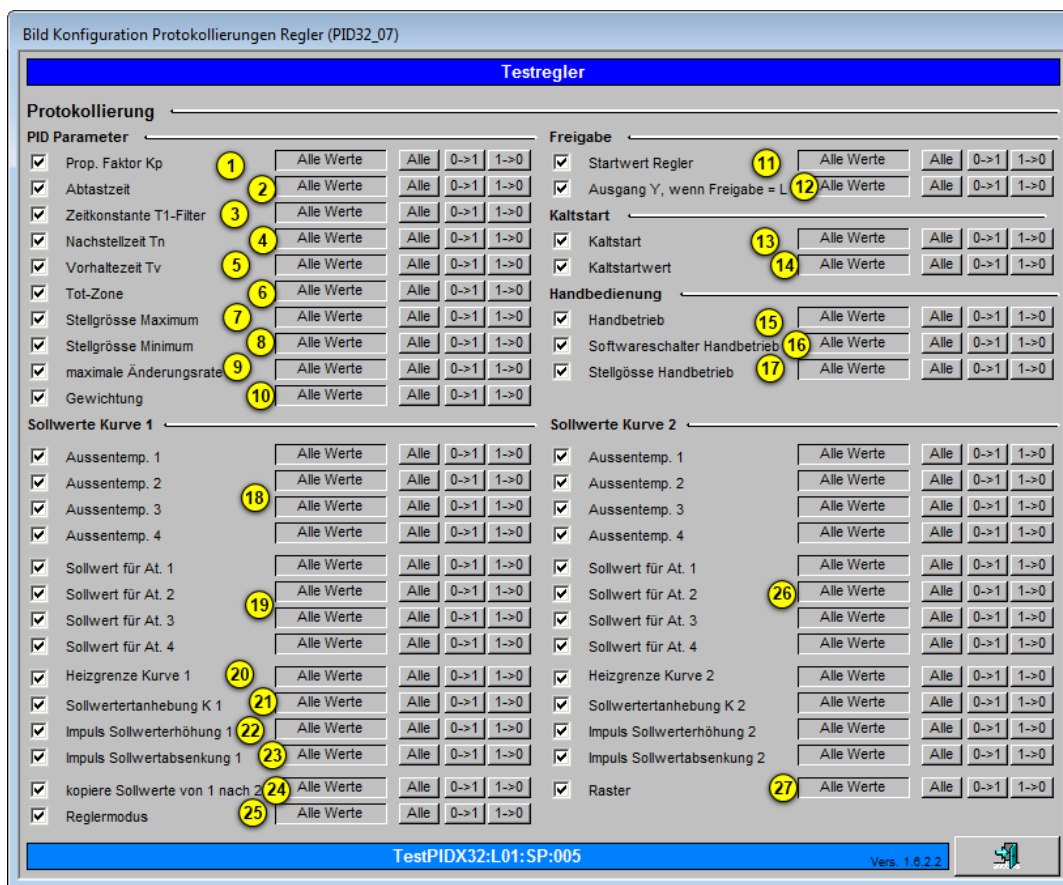 Bild Konfiguration Protokollierungen Regler (PID32_07)
Testregler
Protokollierung
PID Parameter
Prop. Faktor Kp 1 Alle Werte Alle 0->1 1->0
Abtastzeit 2 Alle Werte Alle 0->1 1->0
Zeitkonstante T1-Filter 3 Alle Werte Alle 0->1 1->0
Nachstellzeit Tn 4 Alle Werte Alle 0->1 1->0
Vorhaltezeit Tv 5 Alle Werte Alle 0->1 1->0
Tot-Zone 6 Alle Werte Alle 0->1 1->0
Stellgrösse Maximum 7 Alle Werte Alle 0->1 1->0
Stellgrösse Minimum 8 Alle Werte Alle 0->1 1->0
maximale Änderungsrate 9 Alle Werte Alle 0->1 1->0
Gewichtung 10 Alle Werte Alle 0->1 1->0
Freigabe
Startwert Regler 11 Alle Werte Alle 0->1 1->0
Ausgang Y, wenn Freigabe = L 12 Alle Werte Alle 0->1 1->0
Kaltstart
Kaltstart 13 Alle Werte Alle 0->1 1->0
Kaltstartwert 14 Alle Werte Alle 0->1 1->0
Handbedienung
Handbetrieb 15 Alle Werte Alle 0->1 1->0
Softwareschalter Handbetrieb 16 Alle Werte Alle 0->1 1->0
Stellgösse Handbetrieb 17 Alle Werte Alle 0->1 1->0
Sollwerte Kurve 1
Aussentemp. 1 Alle Werte Alle 0->1 1->0
Aussentemp. 2 Alle Werte Alle 0->1 1->0
18
Aussentemp. 3 Alle Werte Alle 0->1 1->0
Aussentemp. 4 Alle Werte Alle 0->1 1->0
Sollwert für At. 1 Alle Werte Alle 0->1 1->0
Sollwert für At. 2 Alle Werte Alle 0->1 1->0
19
Sollwert für At. 3 Alle Werte Alle 0->1 1->0
Sollwert für At. 4 Alle Werte Alle 0->1 1->0
Heizgrenze Kurve 1 20 Alle Werte Alle 0->1 1->0
Sollwertertanhebung K 1 21 Alle Werte Alle 0->1 1->0
Impuls Sollwerterhöhung 1 22 Alle Werte Alle 0->1 1->0
Impuls Sollwertabsenkung 1 23 Alle Werte Alle 0->1 1->0
kopiere Sollwerte von 1 nach 2 24 Alle Werte Alle 0->1 1->0
Reglermodus 25 Alle Werte Alle 0->1 1->0
Sollwerte Kurve 2
Aussentemp. 1 Alle Werte Alle 0->1 1->0
Aussentemp. 2 Alle Werte Alle 0->1 1->0
Aussentemp. 3 Alle Werte Alle 0->1 1->0
Aussentemp. 4 Alle Werte Alle 0->1 1->0
Sollwert für At. 1 Alle Werte Alle 0->1 1->0
Sollwert für At. 2 26 Alle Werte Alle 0->1 1->0
Sollwert für At. 3 Alle Werte Alle 0->1 1->0
Sollwert für At. 4 Alle Werte Alle 0->1 1->0
Heizgrenze Kurve 2 Alle Werte Alle 0->1 1->0
Sollwertertanhebung K 2 Alle Werte Alle 0->1 1->0
Impuls Sollwerterhöhung 2 Alle Werte Alle 0->1 1->0
Impuls Sollwertabsenkung 2 Alle Werte Alle 0->1 1->0
Raster 27 Alle Werte Alle 0->1 1->0
TestPIDX32:L01:SP:005
Vers. 1.6.2.2